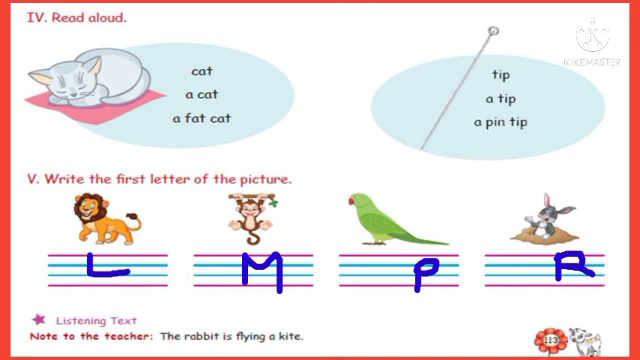 IV. Read aloud.
cat
a cat
a fat cat
tip
a tip
a pin tip
KINEMASTER
V. Write the first letter of the picture.
L M P R
Listening Text
Note to the teacher: The rabbit is flying a kite.
113